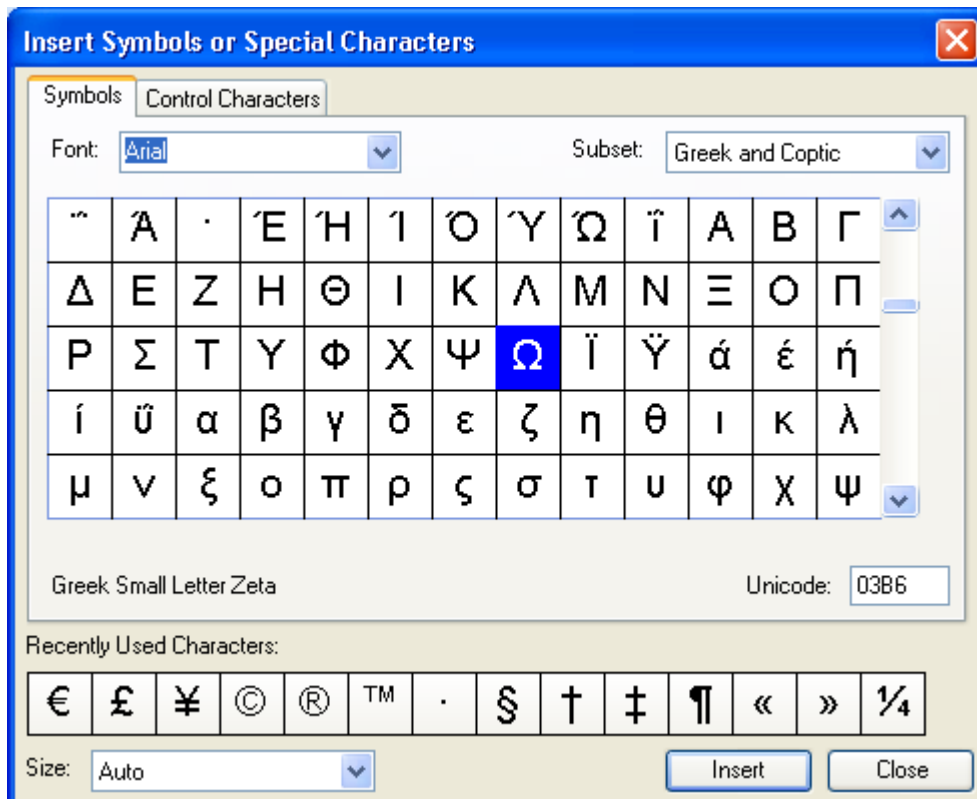 Insert Symbols or Special Characters
Symbols Control Characters
Font: Arial Subset: Greek and Coptic
΅ Ά · Έ Ή Ί Ό Ύ Ώ ΐ Α Β Γ
Δ Ε Ζ Η Θ Ι Κ Λ Μ Ν Ξ Ο Π
Ρ Σ Τ Υ Φ Χ Ψ Ω Ϊ Ϋ ά έ ή
ί ΰ α β γ δ ε ζ η θ ι κ λ
μ ν ξ ο π ρ ς σ τ υ φ χ ψ
Greek Small Letter Zeta Unicode: 03B6
Recently Used Characters:
€ £ ¥ © ® ™ · § † ‡ ¶ « » ¼
Size: Auto Insert Close